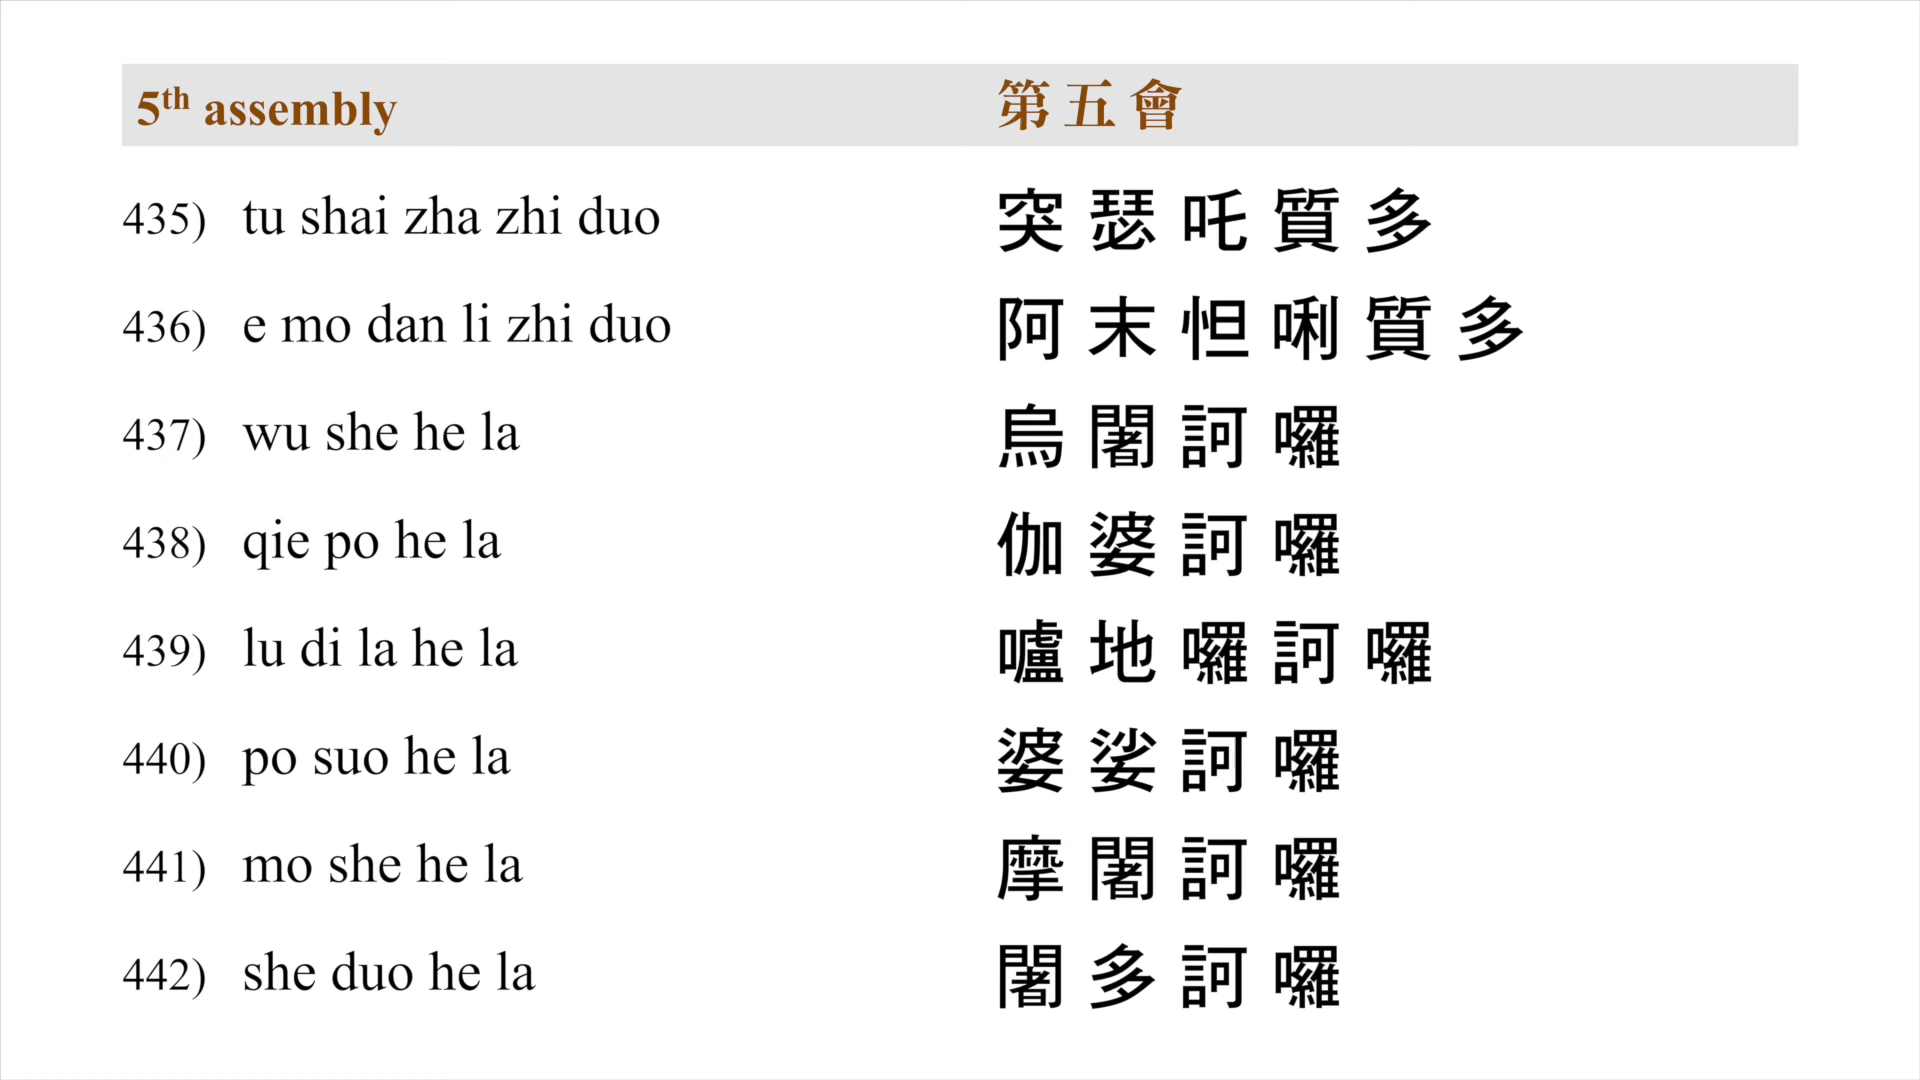 5th assembly 第五會
435) tu shai zha zhi duo 突瑟吒質多
436) e mo dan li zhi duo 阿末怛唎質多
437) wu she he la 烏闍訶囉
438) qie po he la 伽婆訶囉
439) lu di la he la 嚧地囉訶囉
440) po suo he la 婆娑訶囉
441) mo she he la 摩闍訶囉
442) she duo he la 闍多訶囉